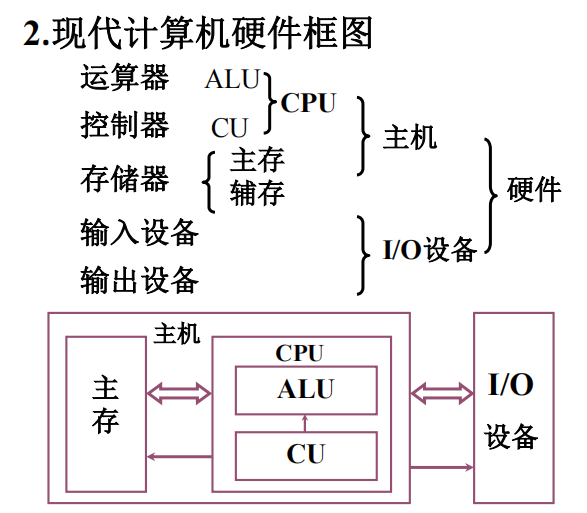 2.现代计算机硬件框图
运算器 ALU
CPU
控制器 CU
主机
存储器 主存
辅存
硬件
输入设备
I/O设备
输出设备
主机
CPU
主存
ALU
CU
I/O
设备